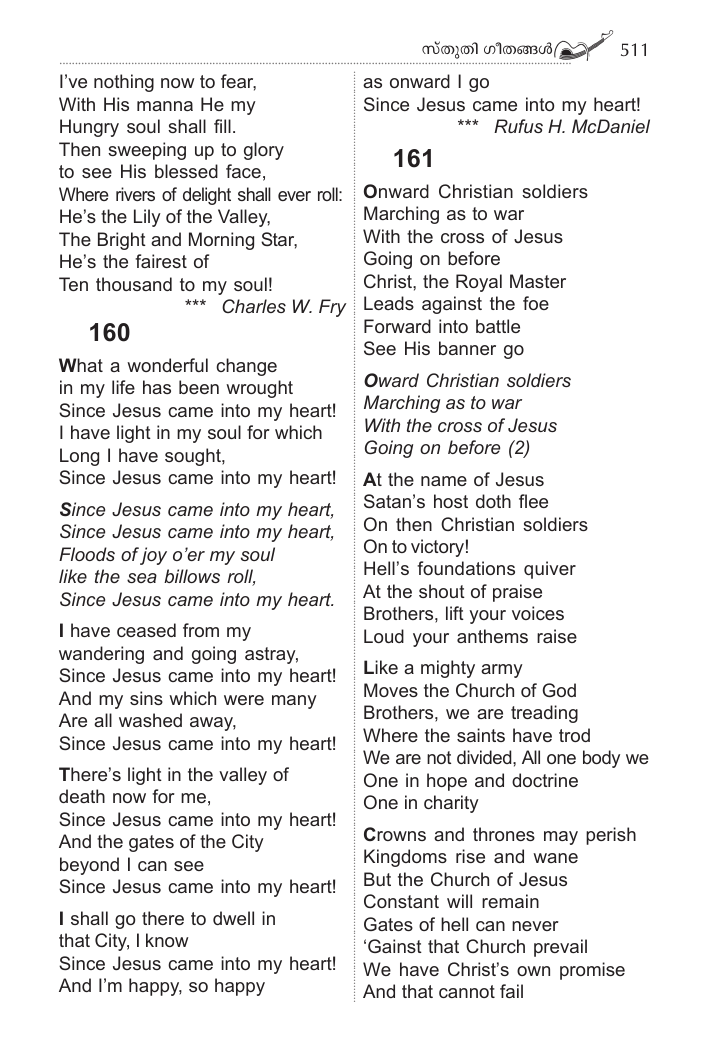 സ്തുതി ഗീതങ്ങൾ 511
I've nothing now to fear,
With His manna He my
Hungry soul shall fill.
Then sweeping up to glory
to see His blessed face,
Where rivers of delight shall ever roll:
He's the Lily of the Valley,
The Bright and Morning Star,
He's the fairest of
Ten thousand to my soul!
*** Charles W. Fry
160
What a wonderful change
in my life has been wrought
Since Jesus came into my heart!
I have light in my soul for which
Long I have sought,
Since Jesus came into my heart!
Since Jesus came into my heart,
Since Jesus came into my heart,
Floods of joy o'er my soul
like the sea billows roll,
Since Jesus came into my heart.
I have ceased from my
wandering and going astray,
Since Jesus came into my heart!
And my sins which were many
Are all washed away,
Since Jesus came into my heart!
There's light in the valley of
death now for me,
Since Jesus came into my heart!
And the gates of the City
beyond I can see
Since Jesus came into my heart!
I shall go there to dwell in
that City, I know
Since Jesus came into my heart!
And I'm happy, so happy
as onward I go
Since Jesus came into my heart!
*** Rufus H. McDaniel
161
Onward Christian soldiers
Marching as to war
With the cross of Jesus
Going on before
Christ, the Royal Master
Leads against the foe
Forward into battle
See His banner go
Oward Christian soldiers
Marching as to war
With the cross of Jesus
Going on before (2)
At the name of Jesus
Satan's host doth flee
On then Christian soldiers
On to victory!
Hell's foundations quiver
At the shout of praise
Brothers, lift your voices
Loud your anthems raise
Like a mighty army
Moves the Church of God
Brothers, we are treading
Where the saints have trod
We are not divided, All one body we
One in hope and doctrine
One in charity
Crowns and thrones may perish
Kingdoms rise and wane
But the Church of Jesus
Constant will remain
Gates of hell can never
'Gainst that Church prevail
We have Christ's own promise
And that cannot fail